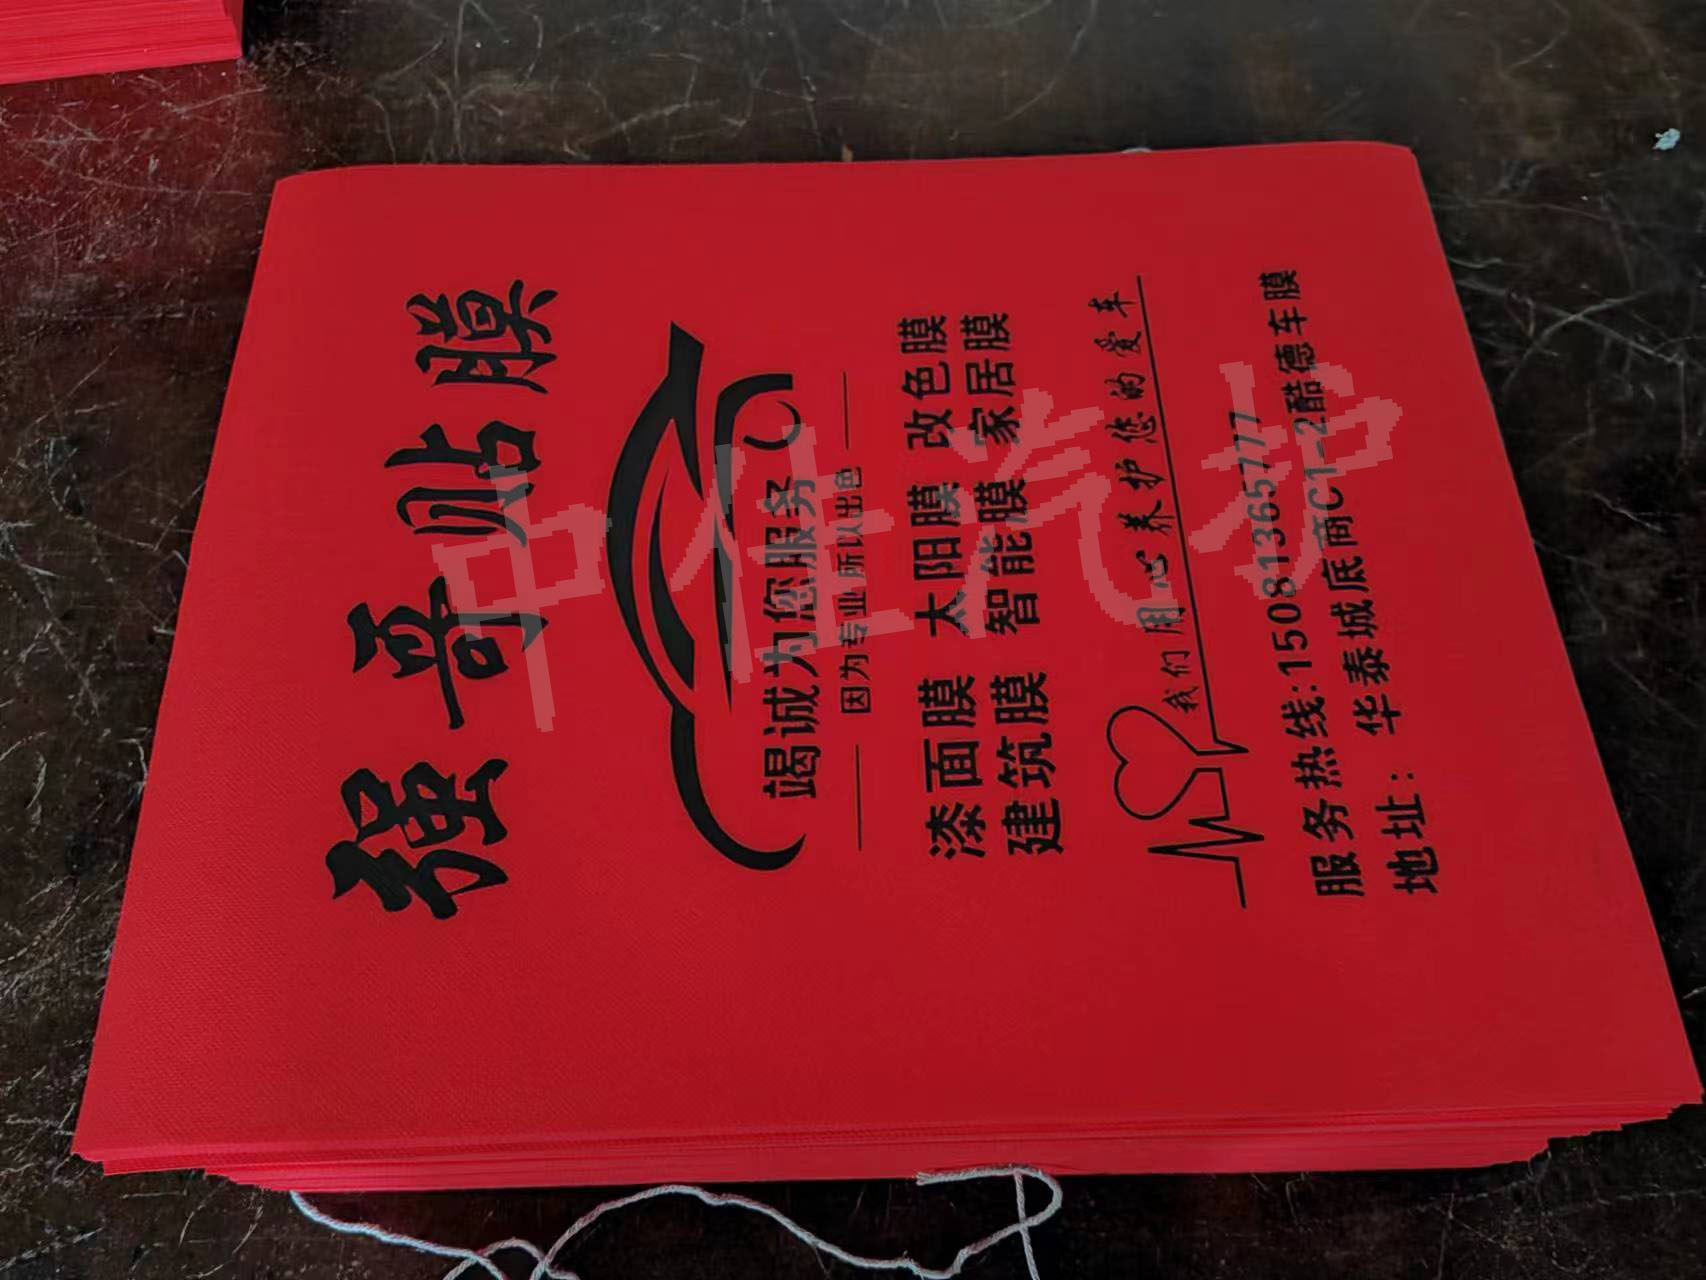 强哥贴膜
竭诚为您服务
因为专业所以出色
漆面膜 太阳膜 改色膜
建筑膜 智能膜 家居膜
我们用心养护您的爱车
服务热线:15081365777
地址: 华泰城底商C1-2酷德车膜
中佳汽护